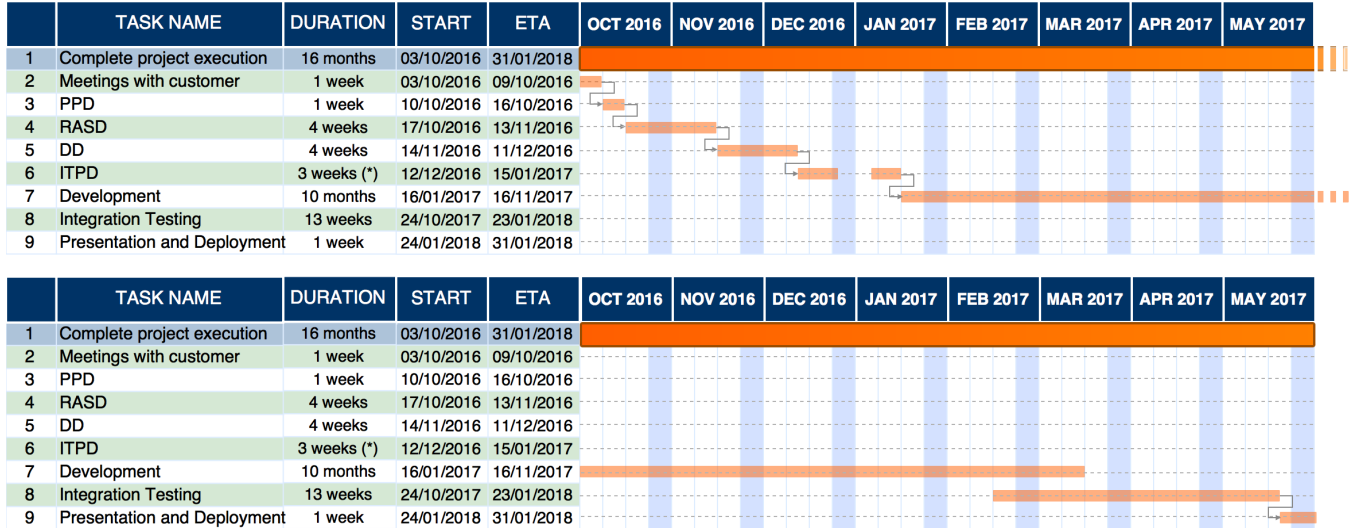 TASK NAME DURATION START ETA OCT 2016 NOV 2016 DEC 2016 JAN 2017 FEB 2017 MAR 2017 APR 2017 MAY 2017
1 Complete project execution 16 months 03/10/2016 31/01/2018
2 Meetings with customer 1 week 03/10/2016 09/10/2016
3 PPD 1 week 10/10/2016 16/10/2016
4 RASD 4 weeks 17/10/2016 13/11/2016
5 DD 4 weeks 14/11/2016 11/12/2016
6 ITPD 3 weeks (*) 12/12/2016 15/01/2017
7 Development 10 months 16/01/2017 16/11/2017
8 Integration Testing 13 weeks 24/10/2017 23/01/2018
9 Presentation and Deployment 1 week 24/01/2018 31/01/2018
TASK NAME DURATION START ETA OCT 2016 NOV 2016 DEC 2016 JAN 2017 FEB 2017 MAR 2017 APR 2017 MAY 2017
1 Complete project execution 16 months 03/10/2016 31/01/2018
2 Meetings with customer 1 week 03/10/2016 09/10/2016
3 PPD 1 week 10/10/2016 16/10/2016
4 RASD 4 weeks 17/10/2016 13/11/2016
5 DD 4 weeks 14/11/2016 11/12/2016
6 ITPD 3 weeks (*) 12/12/2016 15/01/2017
7 Development 10 months 16/01/2017 16/11/2017
8 Integration Testing 13 weeks 24/10/2017 23/01/2018
9 Presentation and Deployment 1 week 24/01/2018 31/01/2018